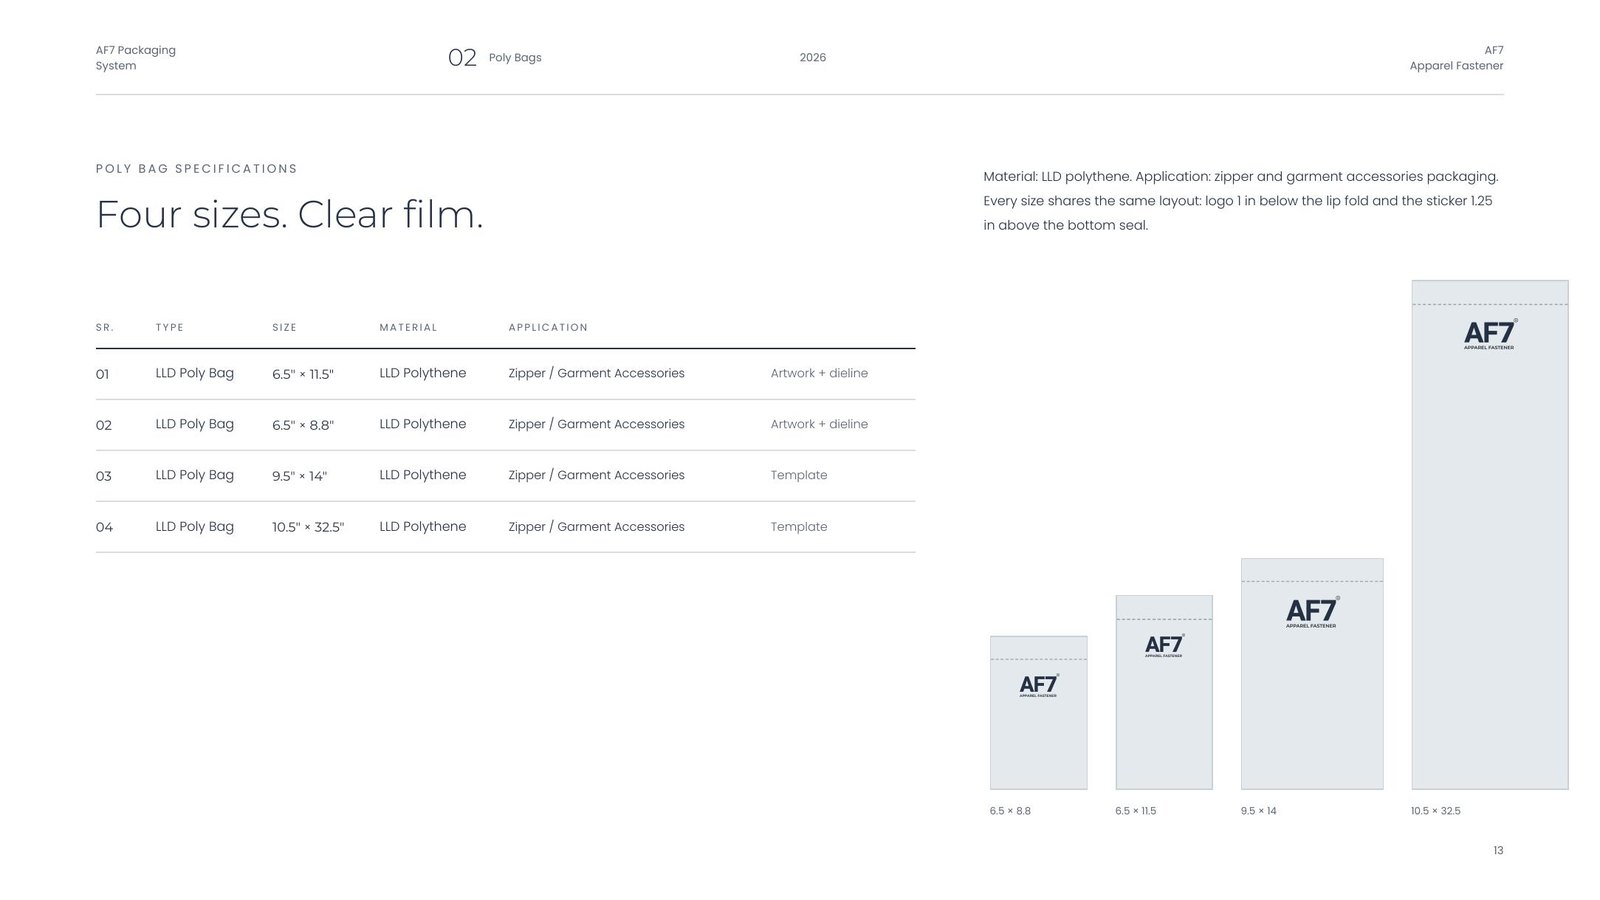 AF7 Packaging
System
02 Poly Bags
2026
AF7
Apparel Fastener
POLY BAG SPECIFICATIONS
Four sizes. Clear film.
Material: LLD polythene. Application: zipper and garment accessories packaging.
Every size shares the same layout: logo 1 in below the lip fold and the sticker 1.25
in above the bottom seal.
SR. TYPE SIZE MATERIAL APPLICATION
01 LLD Poly Bag 6.5" × 11.5" LLD Polythene Zipper / Garment Accessories Artwork + dieline
02 LLD Poly Bag 6.5" × 8.8" LLD Polythene Zipper / Garment Accessories Artwork + dieline
03 LLD Poly Bag 9.5" × 14" LLD Polythene Zipper / Garment Accessories Template
04 LLD Poly Bag 10.5" × 32.5" LLD Polythene Zipper / Garment Accessories Template
AF7®
APPAREL FASTENER
AF7®
APPAREL FASTENER
AF7®
APPAREL FASTENER
AF7®
APPAREL FASTENER
6.5 × 8.8
6.5 × 11.5
9.5 × 14
10.5 × 32.5
13